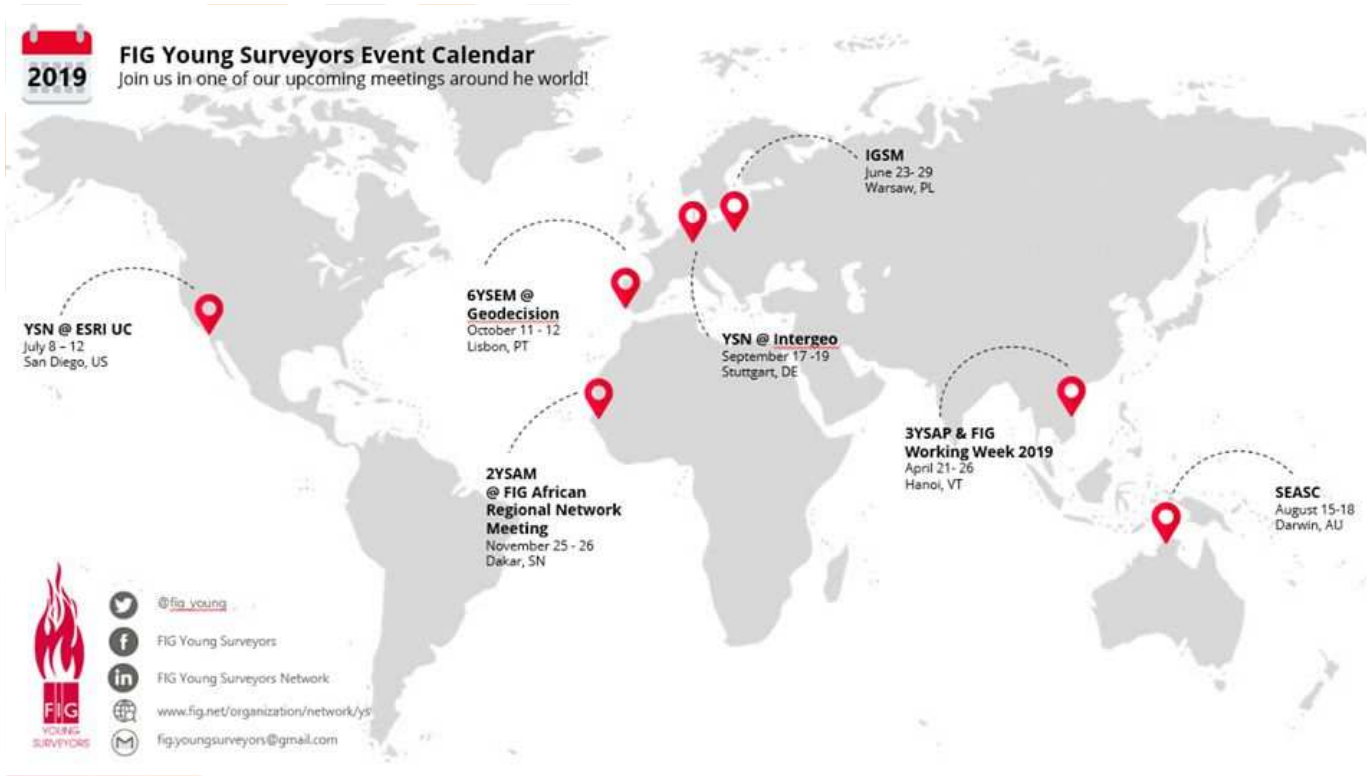 2019
FIG Young Surveyors Event Calendar
Join us in one of our upcoming meetings around he world!
IGSM
June 23- 29
Warsaw, PL
6YSEM @
Geodecision
October 11 - 12
Lisbon, PT
YSN @ ESRI UC
July 8 – 12
San Diego, US
YSN @ Intergeo
September 17 -19
Stuttgart, DE
3YSAP & FIG
Working Week 2019
April 21- 26
Hanoi, VT
2YSAM
@ FIG African
Regional Network
Meeting
November 25 - 26
Dakar, SN
SEASC
August 15-18
Darwin, AU
@fig_young
f
FIG Young Surveyors
in
FIG Young Surveyors Network
www.fig.net/organization/network/ys
fig.youngsurveyors@gmail.com
FIG
YOUNG
SURVEYORS